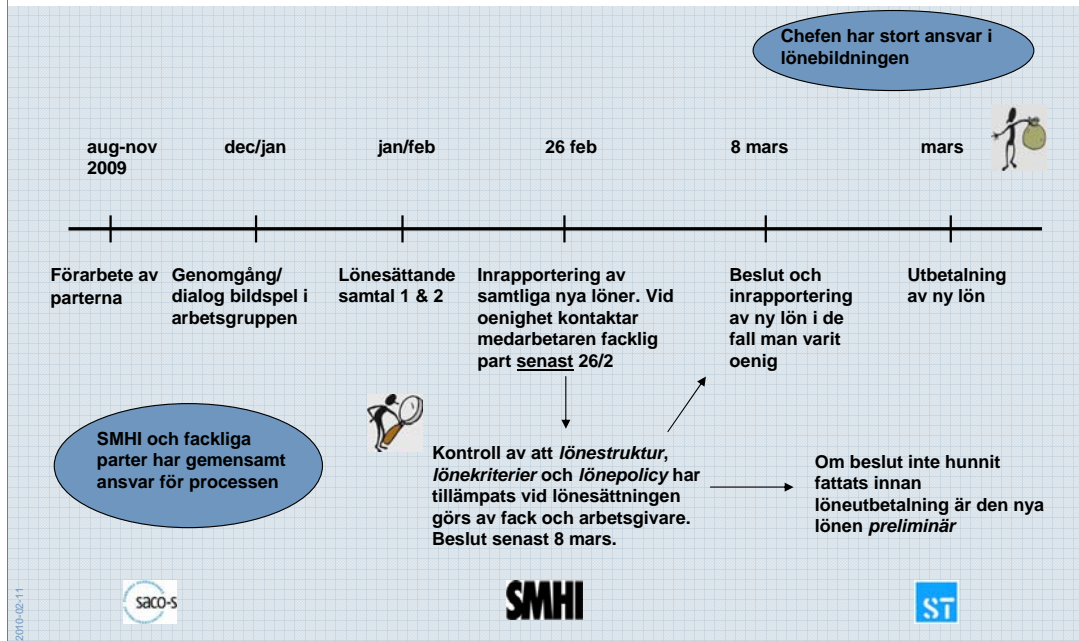 Chefen har stort ansvar i
lönebildningen
aug-nov
2009
dec/jan
jan/feb
26 feb
8 mars
mars
Förarbete av
parterna
Genomgång/
dialog bildspel i
arbetsgruppen
Lönesättande
samtal 1 & 2
Inrapportering av
samtliga nya löner. Vid
oenighet kontaktar
medarbetaren facklig
part senast 26/2
Beslut och
inrapportering
av ny lön i de
fall man varit
oenig
Utbetalning
av ny lön
SMHI och fackliga
parter har gemensamt
ansvar för processen
Kontroll av att lönestruktur,
lönekriterier och lönepolicy har
tillämpats vid lönesättningen
görs av fack och arbetsgivare.
Beslut senast 8 mars.
Om beslut inte hunnit
fattats innan
löneutbetalning är den nya
lönen preliminär
2010-02-11
saco-s
SMHI
ST